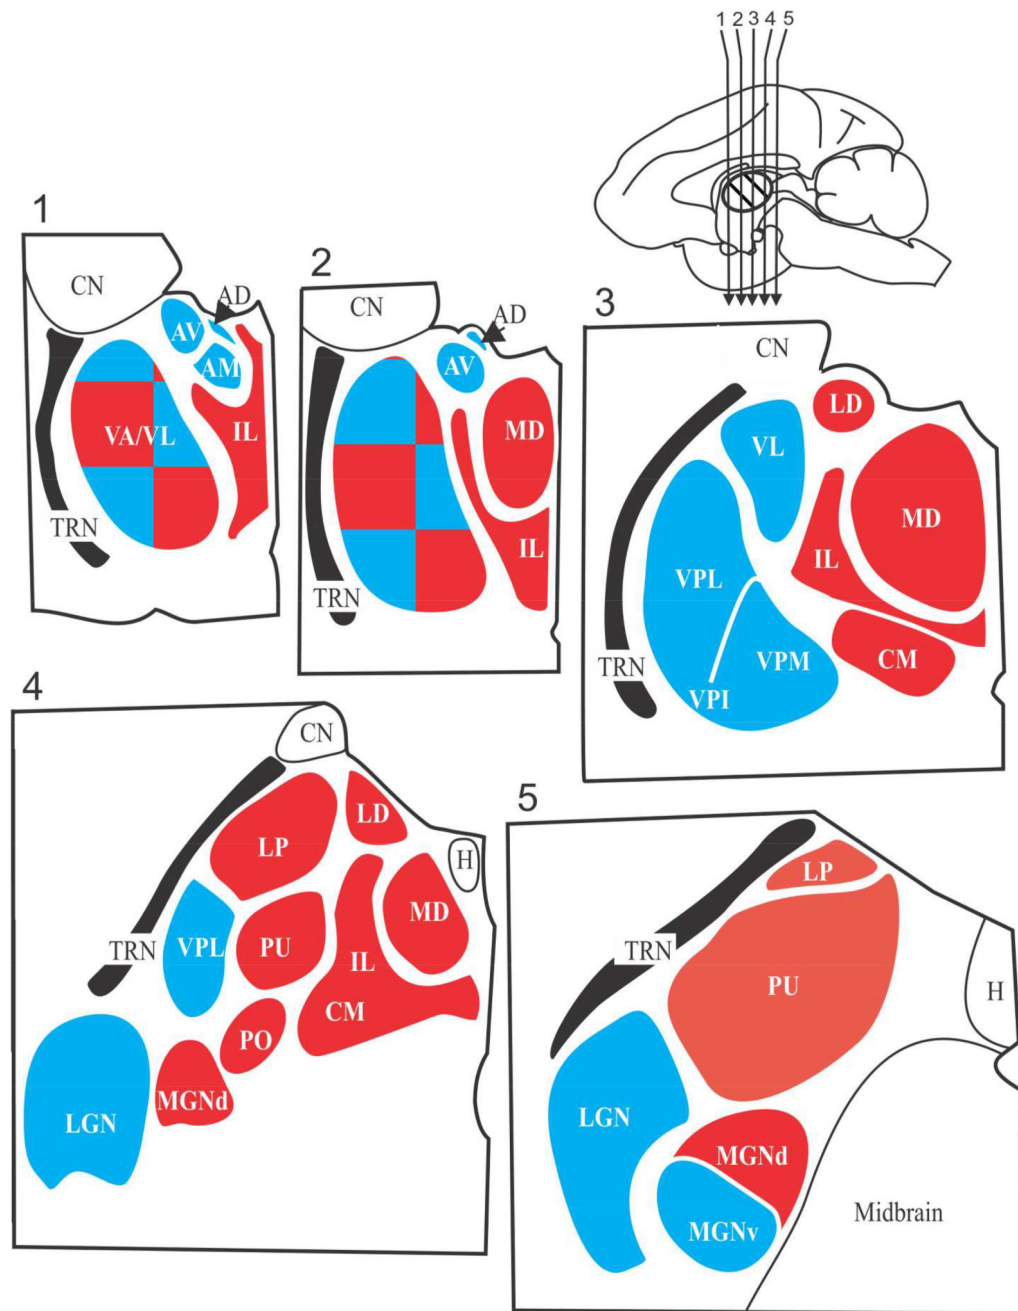 1 2 3 4 5
1
CN
AD
AV
AM
VA/VL
IL
TRN
2
CN
AD
AV
MD
IL
TRN
3
CN
LD
VL
MD
VPL
IL
VPM
CM
TRN
VPI
4
CN
LD
LP
H
MD
TRN
VPL
PU
IL
CM
PO
MGNd
LGN
5
LP
TRN
PU
H
LGN
MGNd
MGNv
Midbrain